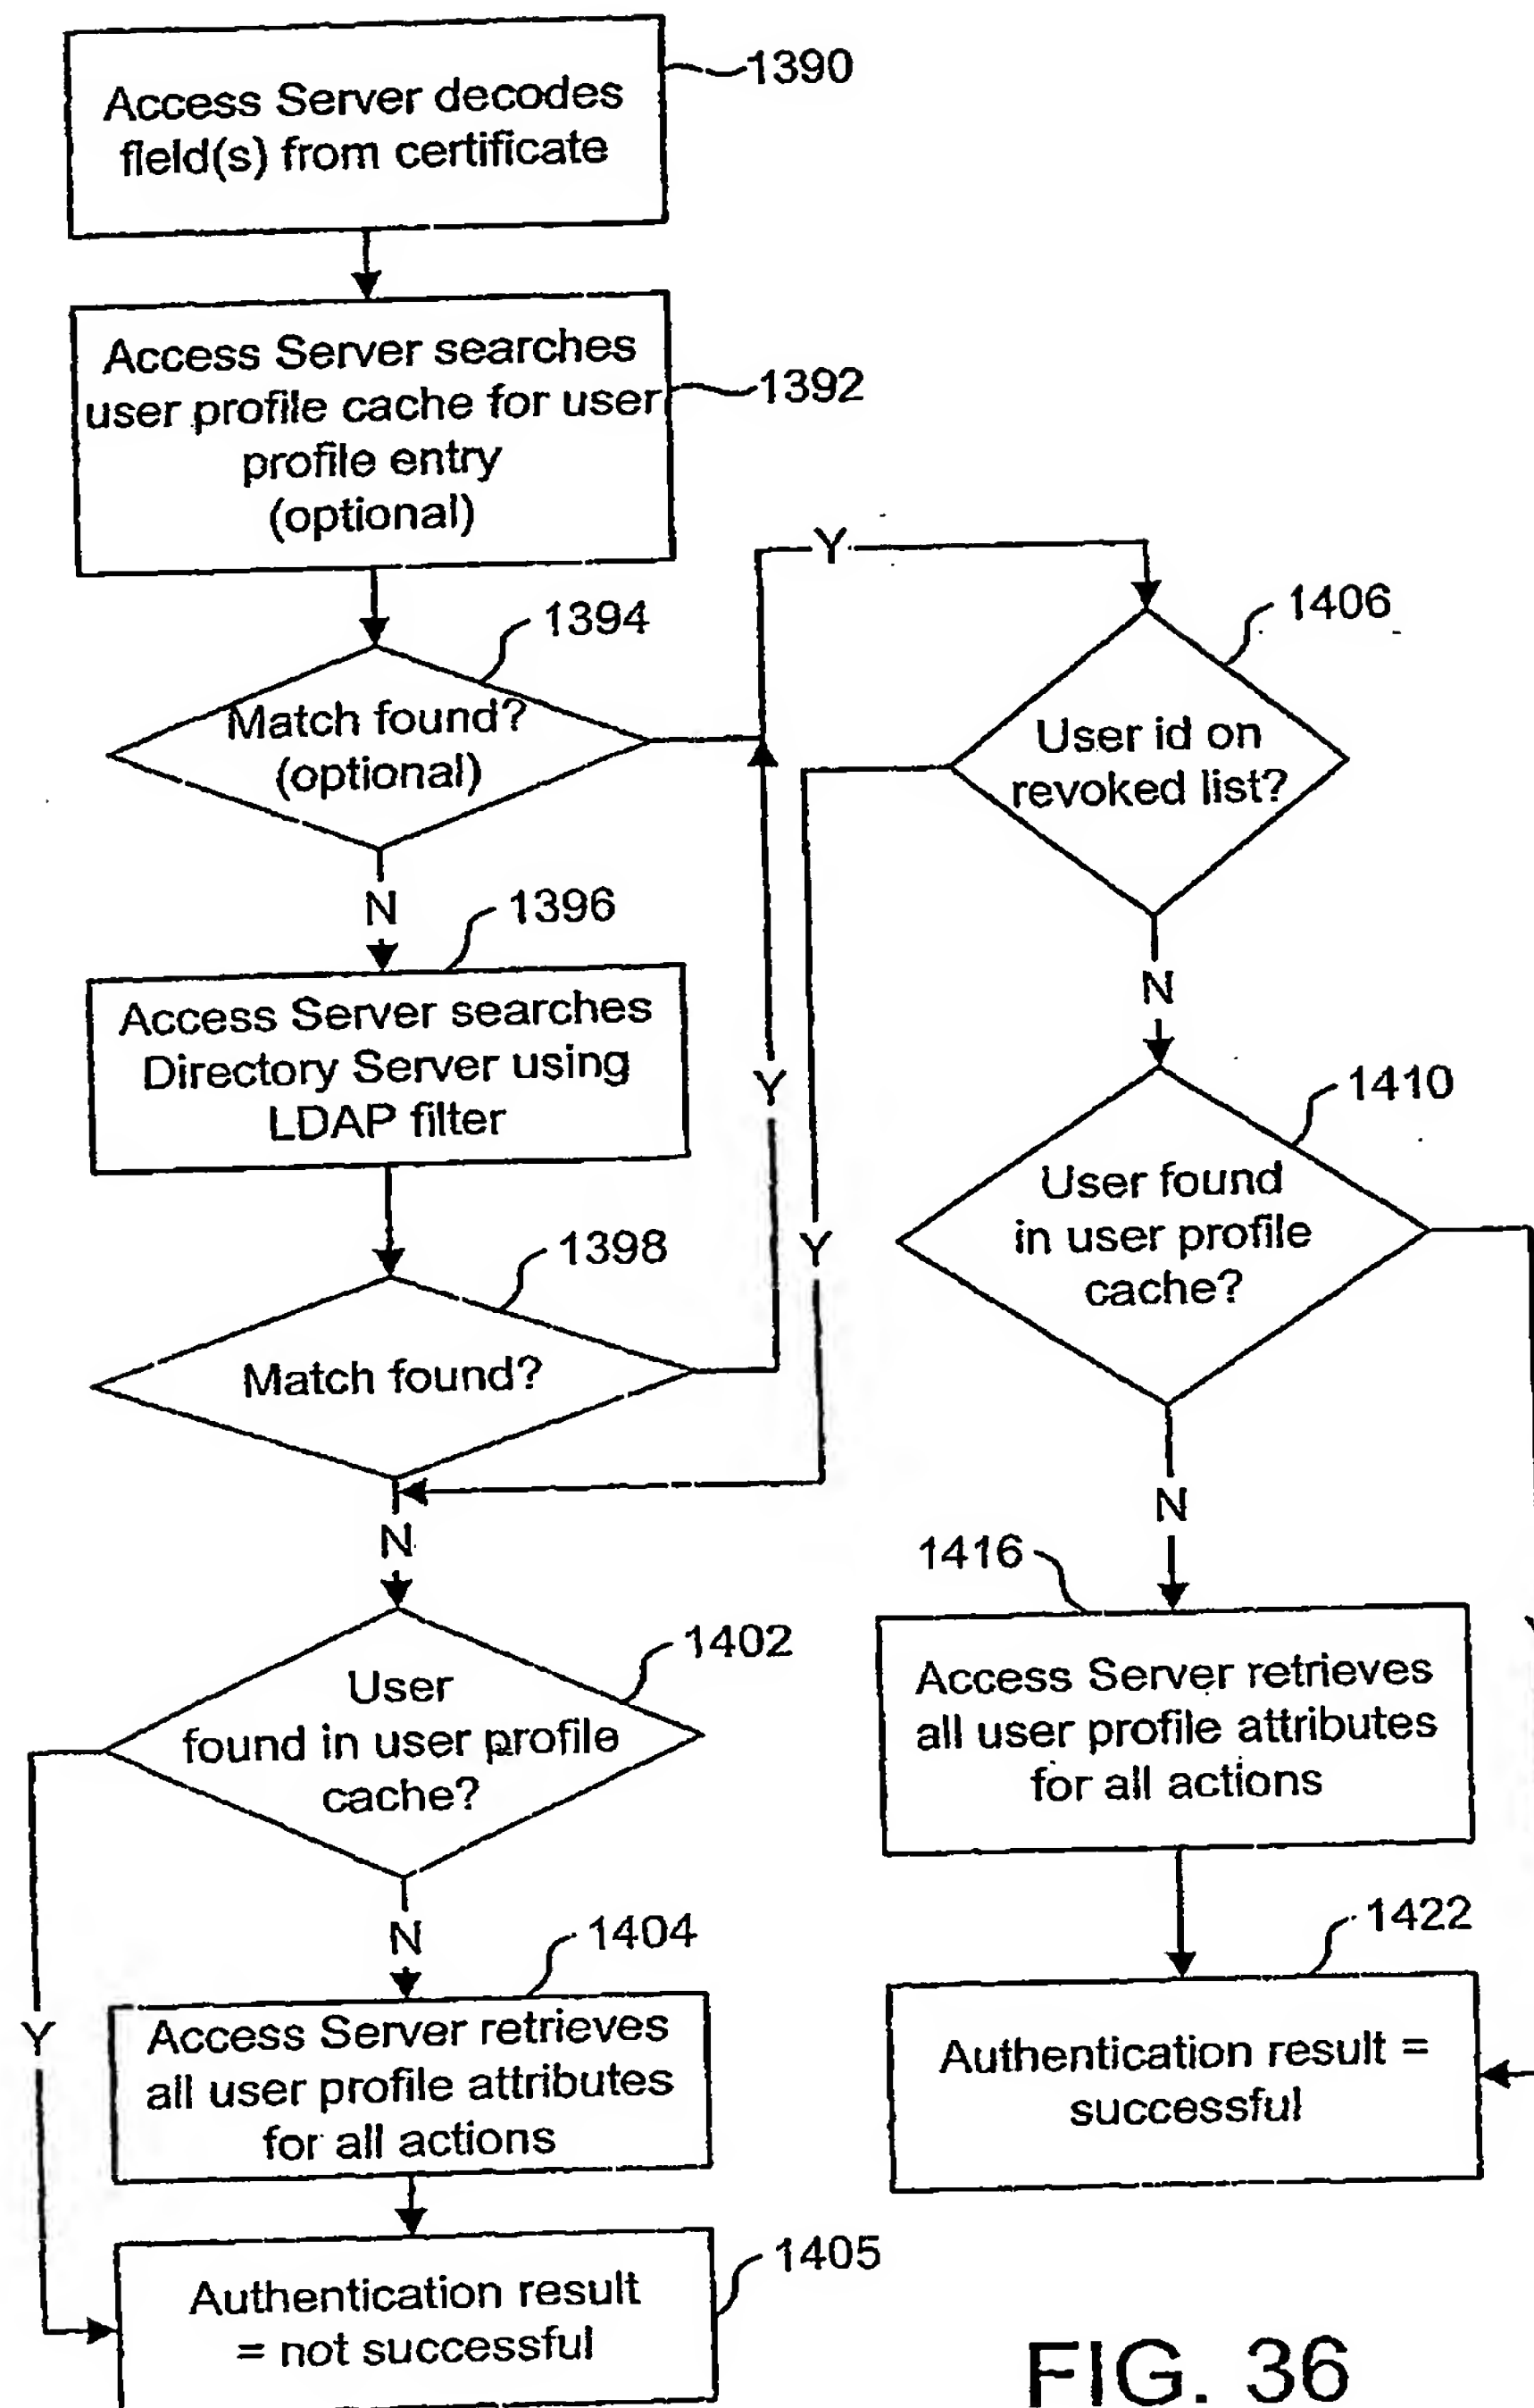 Access Server decodes
field(s) from certificate
1390
Access Server searches
user profile cache for user
profile entry
(optional)
1392
1394
Match found?
(optional)
Y
N
1396
Access Server searches
Directory Server using
LDAP filter
Y
1398
Match found?
N
1402
User
found in user profile
cache?
Y
N
1404
Access Server retrieves
all user profile attributes
for all actions
1405
Authentication result
= not successful
1406
User id on
revoked list?
Y
N
1410
User found
in user profile
cache?
N
1416
Access Server retrieves
all user profile attributes
for all actions
1422
Authentication result =
successful
FIG. 36